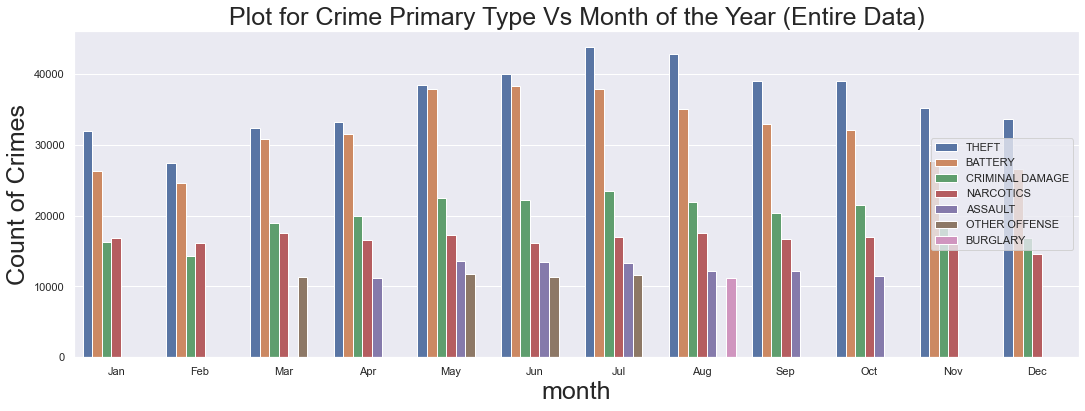 Plot for Crime Primary Type Vs Month of the Year (Entire Data)
Count of Crimes
40000
30000
20000
10000
0
THEFT
BATTERY
CRIMINAL DAMAGE
NARCOTICS
ASSAULT
OTHER OFFENSE
BURGLARY
Jan Feb Mar Apr May Jun Jul Aug Sep Oct Nov Dec
month